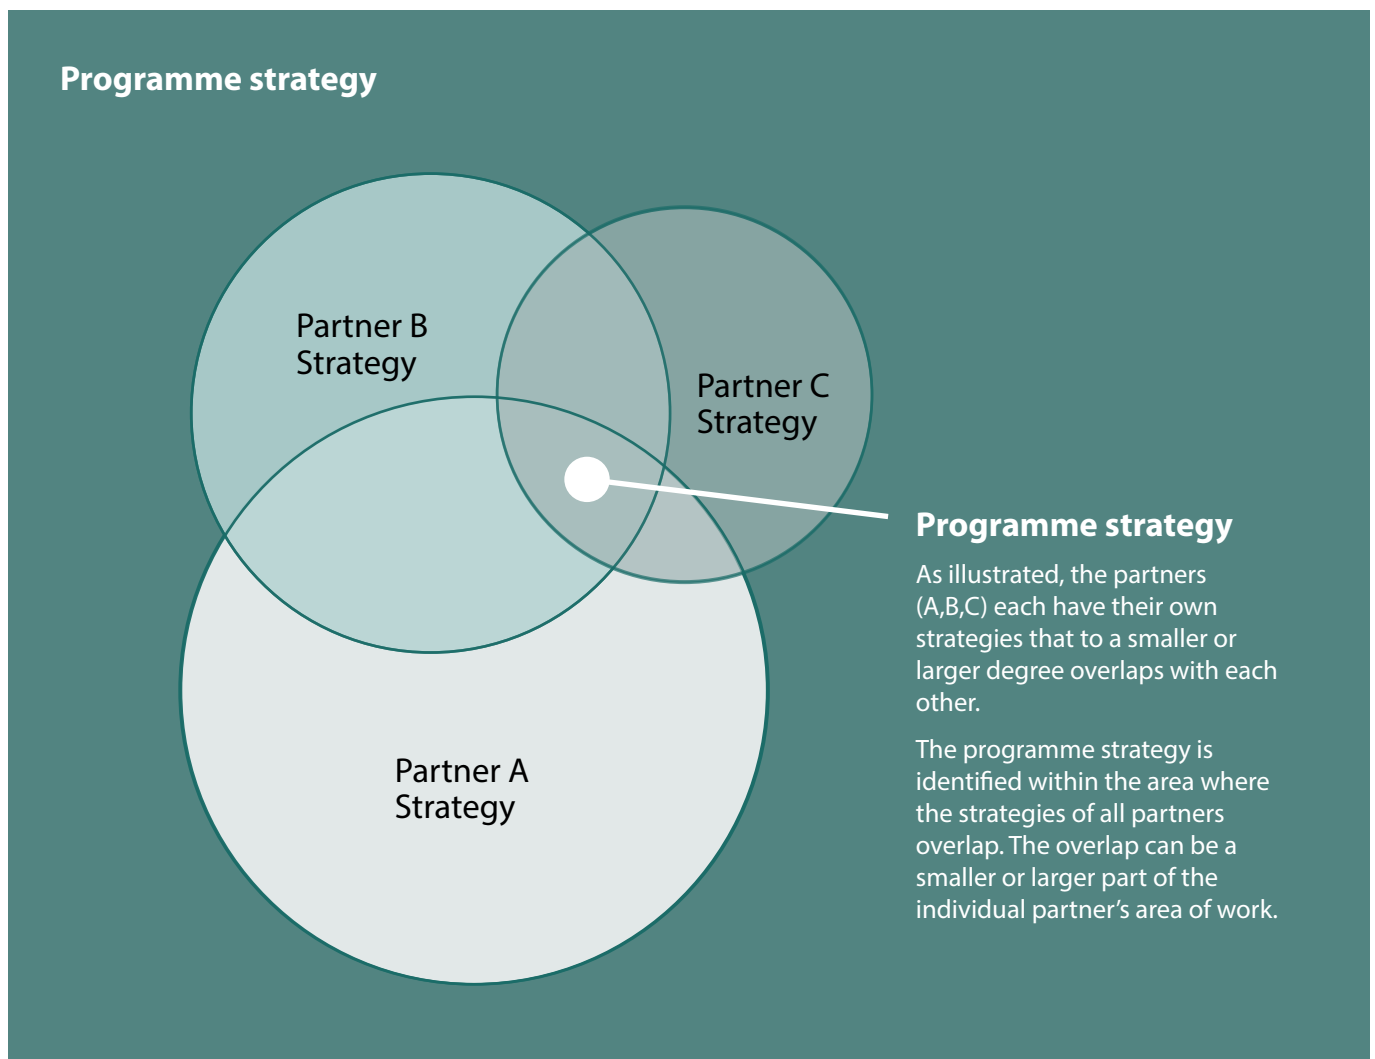 Programme strategy
Partner B
Strategy
Partner C
Strategy
Partner A
Strategy
Programme strategy
As illustrated, the partners
(A,B,C) each have their own
strategies that to a smaller or
larger degree overlaps with each
other.
The programme strategy is
identified within the area where
the strategies of all partners
overlap. The overlap can be a
smaller or larger part of the
individual partner’s area of work.